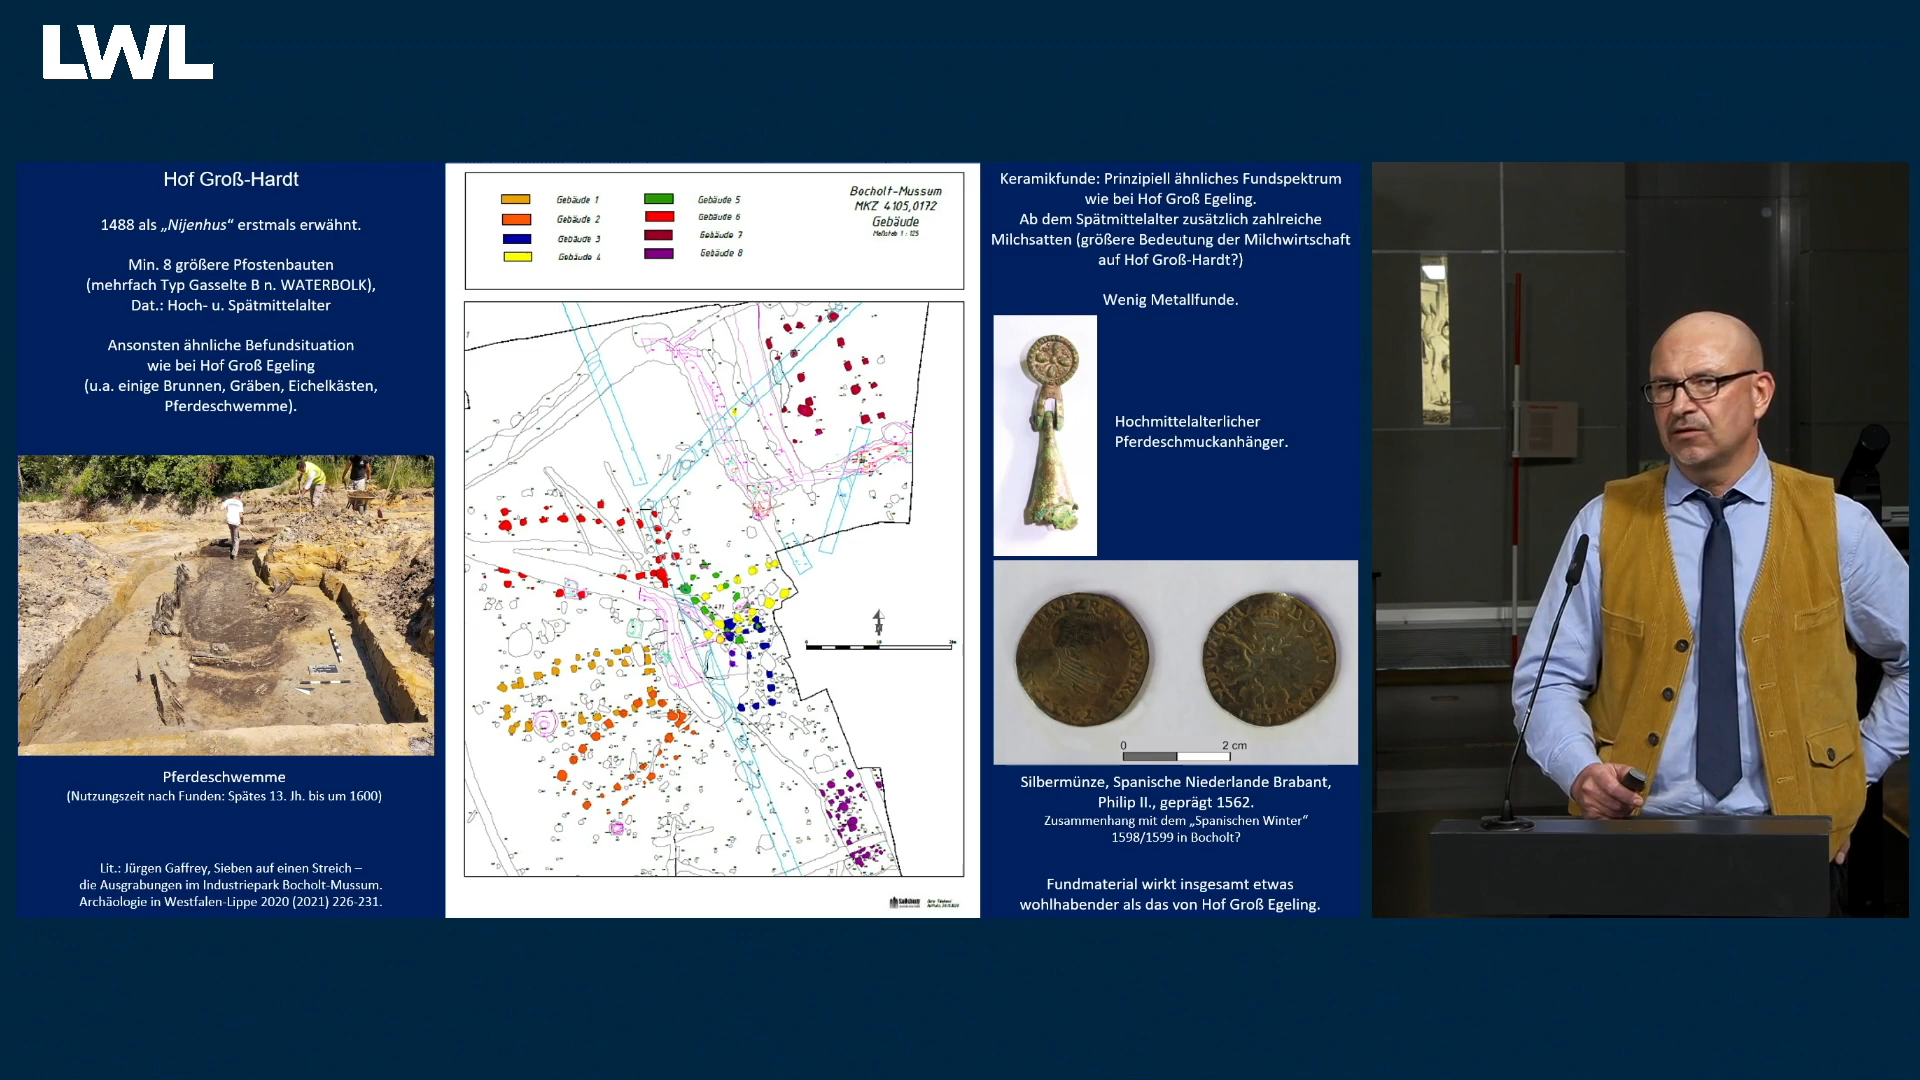 LWL
Hof Groß-Hardt
1488 als „Nijenhus“ erstmals erwähnt.
Min. 8 größere Pfostenbauten
(mehrfach Typ Gasselte B n. WATERBOLK),
Dat.: Hoch- u. Spätmittelalter
Ansonsten ähnliche Befundsituation
wie bei Hof Groß Egeling
(u.a. einige Brunnen, Gräben, Eichelkästen,
Pferdeschwemme).
Pferdeschwemme
(Nutzungszeit nach Funden: Spätes 13. Jh. bis um 1600)
Lit.: Jürgen Gaffrey, Sieben auf einen Streich –
die Ausgrabungen im Industriepark Bocholt-Mussum.
Archäologie in Westfalen-Lippe 2020 (2021) 226-231.
Gebäude 1
Gebäude 2
Gebäude 3
Gebäude 4
Gebäude 5
Gebäude 6
Gebäude 7
Gebäude 8
Bocholt-Mussum
MKZ 4105,0172
Gebäude
Maßstab 1 : 125
Keramikfunde: Prinzipiell ähnliches Fundspektrum
wie bei Hof Groß Egeling.
Ab dem Spätmittelalter zusätzlich zahlreiche
Milchsatten (größere Bedeutung der Milchwirtschaft
auf Hof Groß-Hardt?)
Wenig Metallfunde.
Hochmittelalterlicher
Pferdeschmuckanhänger.
0 2 cm
Silbermünze, Spanische Niederlande Brabant,
Philip II., geprägt 1562.
Zusammenhang mit dem „Spanischen Winter“
1598/1599 in Bocholt?
Fundmaterial wirkt insgesamt etwas
wohlhabender als das von Hof Groß Egeling.